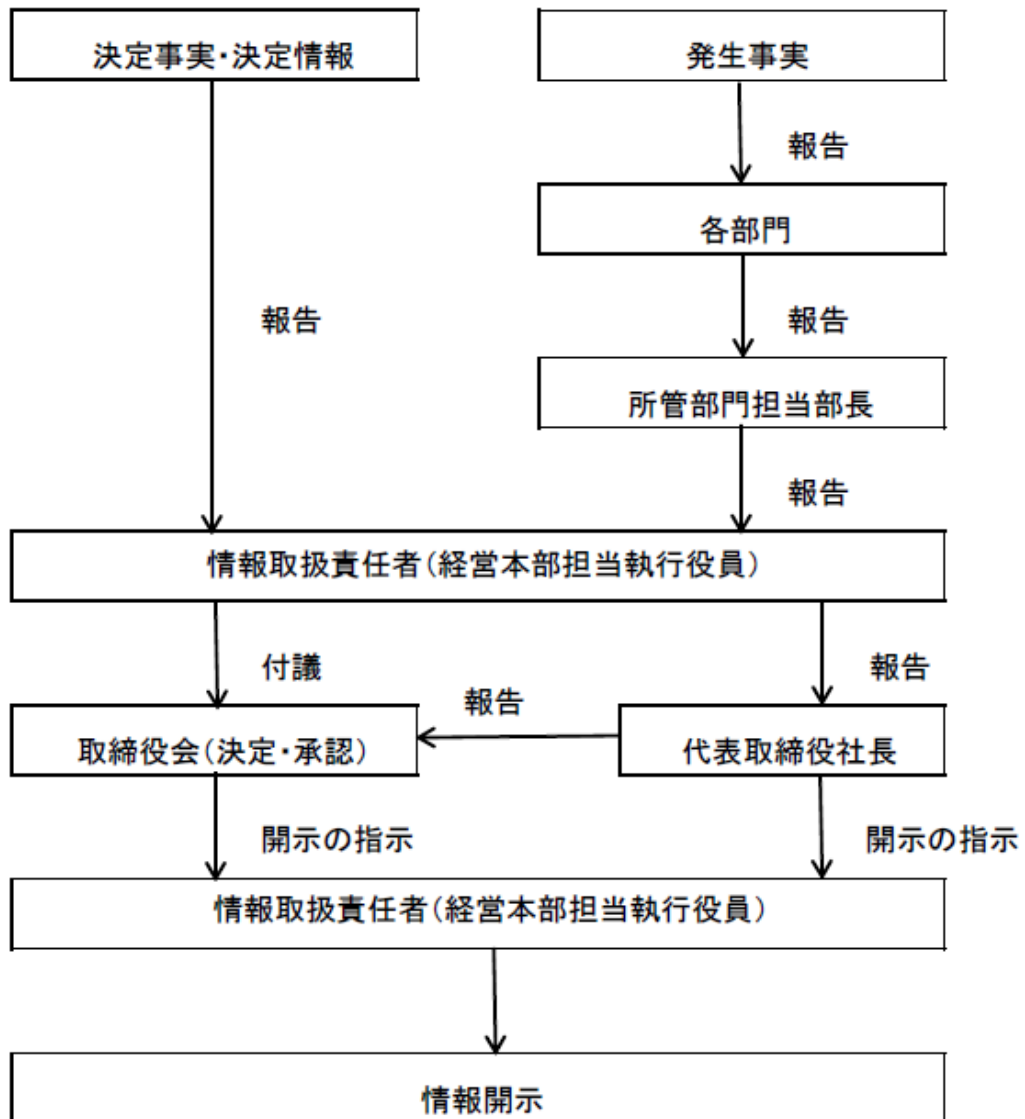 決定事実・決定情報
発生事実
報告
各部門
報告
報告
所管部門担当部長
報告
情報取扱責任者(経営本部担当執行役員)
付議
報告
報告
取締役会(決定・承認)
代表取締役社長
開示の指示
開示の指示
情報取扱責任者(経営本部担当執行役員)
情報開示